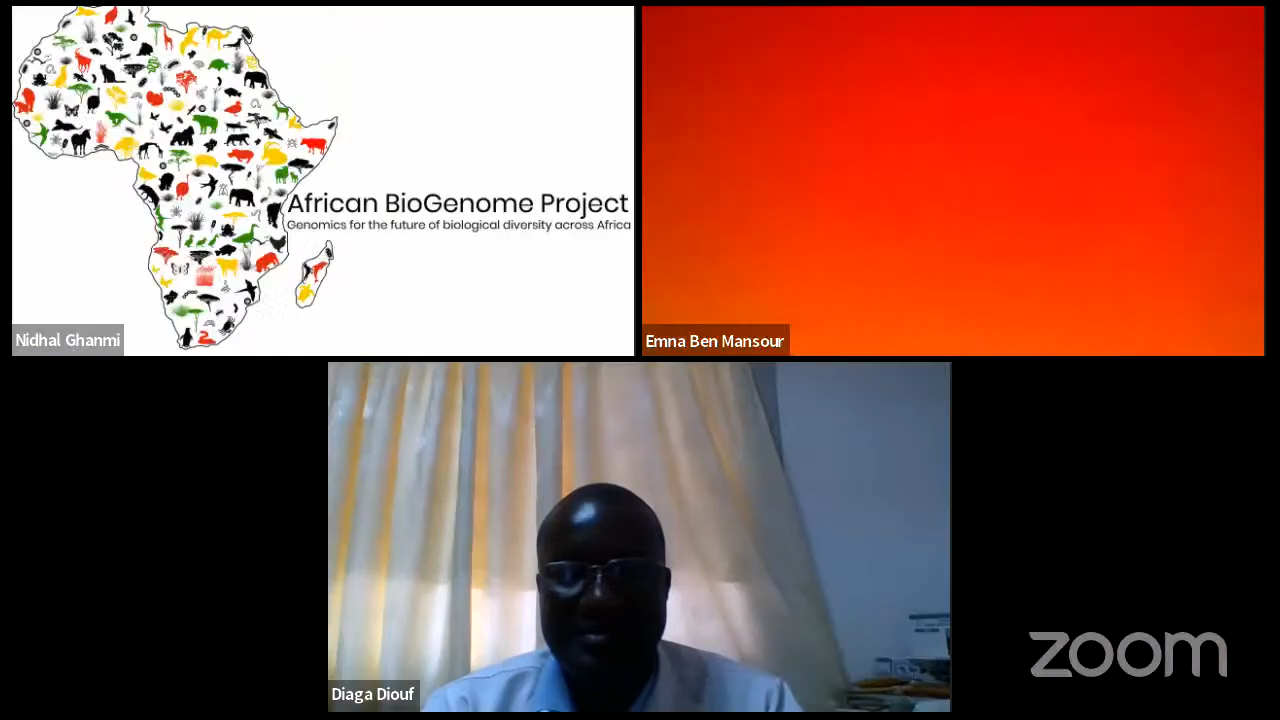 African BioGenome Project
Genomics for the future of biological diversity across Africa
Nidhal Ghanmi
Emna Ben Mansour
Diaga Diouf
zoom